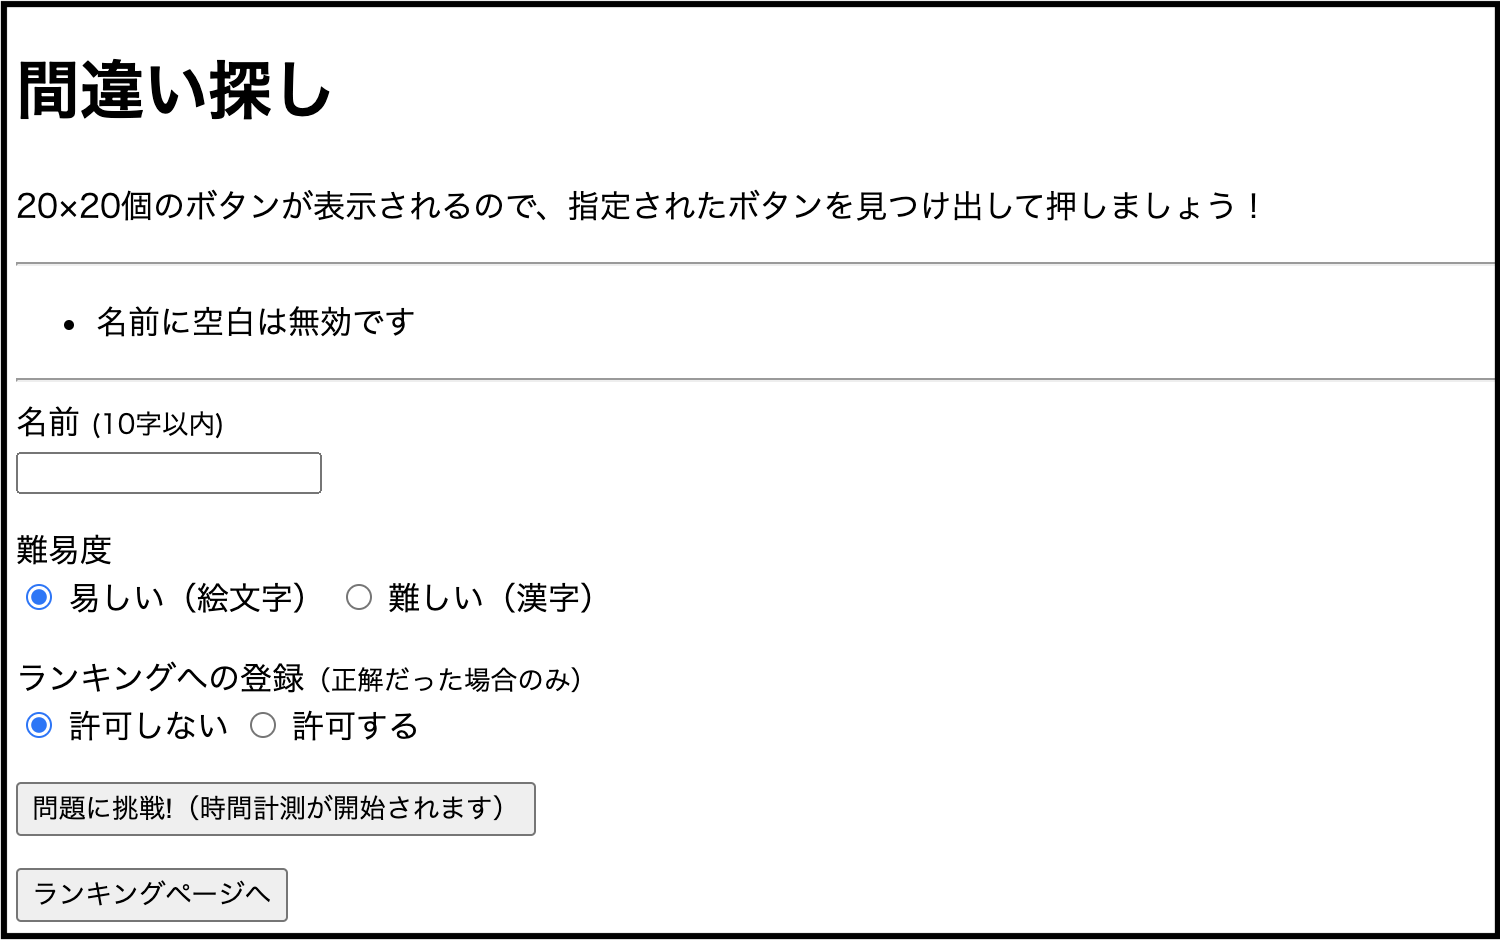 間違い探し
20×20個のボタンが表示されるので、指定されたボタンを見つけ出して押しましょう！
• 名前に空白は無効です
名前 (10字以内)
難易度
易しい（絵文字） 難しい（漢字）
ランキングへの登録（正解だった場合のみ）
許可しない 許可する
問題に挑戦!（時間計測が開始されます）
ランキングページへ